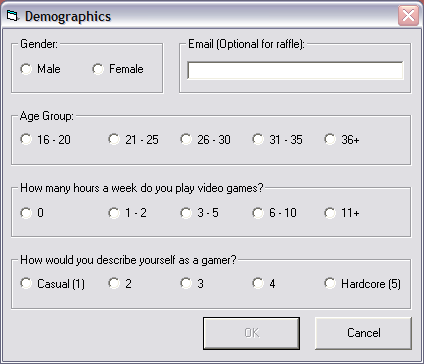 Demographics
Gender:
Male Female
Email (Optional for raffle):
Age Group:
16 - 20 21 - 25 26 - 30 31 - 35 36+
How many hours a week do you play video games?
0 1 - 2 3 - 5 6 - 10 11+
How would you describe yourself as a gamer?
Casual (1) 2 3 4 Hardcore (5)
OK Cancel